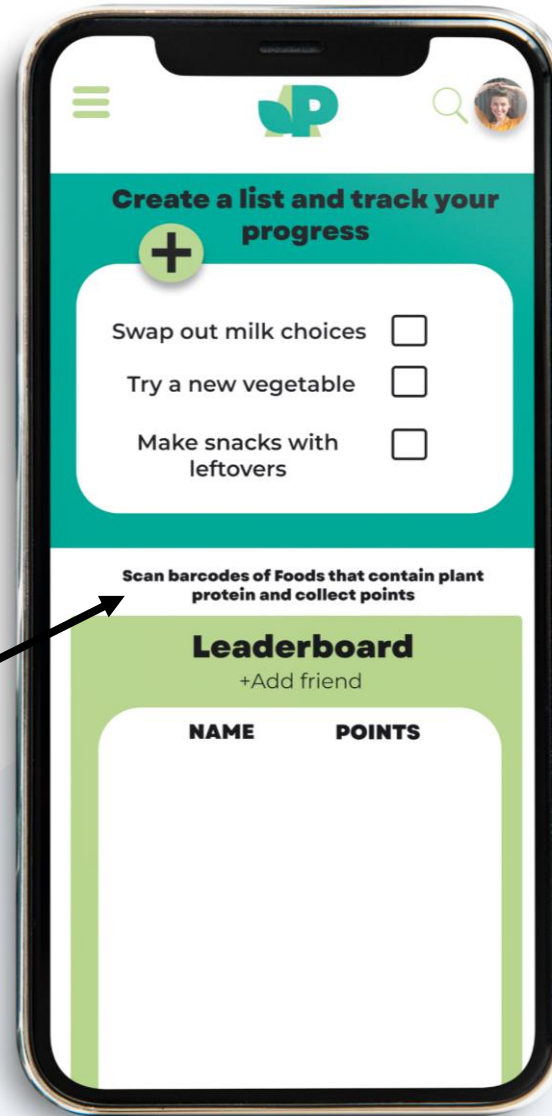 P
Create a list and track your
progress
+
Swap out milk choices
Try a new vegetable
Make snacks with
leftovers
Scan barcodes of Foods that contain plant
protein and collect points
Leaderboard
+Add friend
NAME POINTS